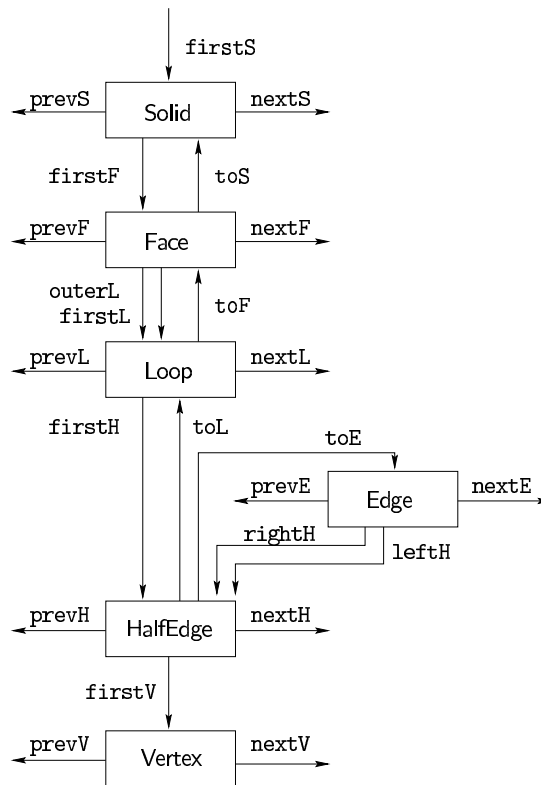 firstS
prevS
nextS
Solid
firstF
toS
prevF
nextF
Face
outerL
firstL
toF
prevL
nextL
Loop
firstH
toL
toE
prevE
nextE
Edge
rightH
leftH
prevH
nextH
HalfEdge
firstV
prevV
nextV
Vertex